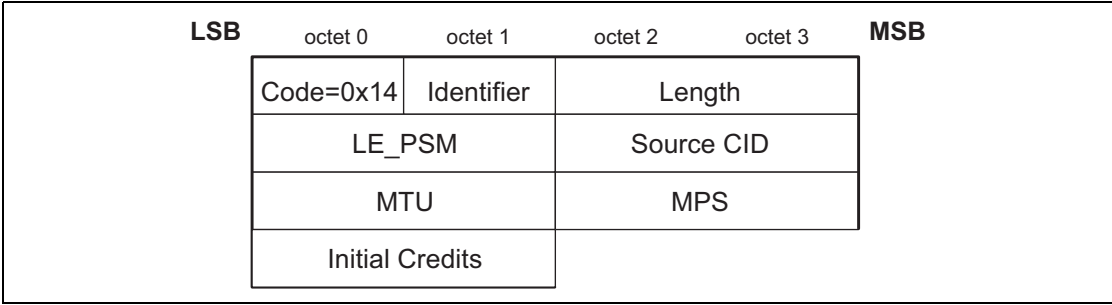 LSB octet 0 octet 1 octet 2 octet 3 MSB
Code=0x14 Identifier Length
LE_PSM Source CID
MTU MPS
Initial Credits